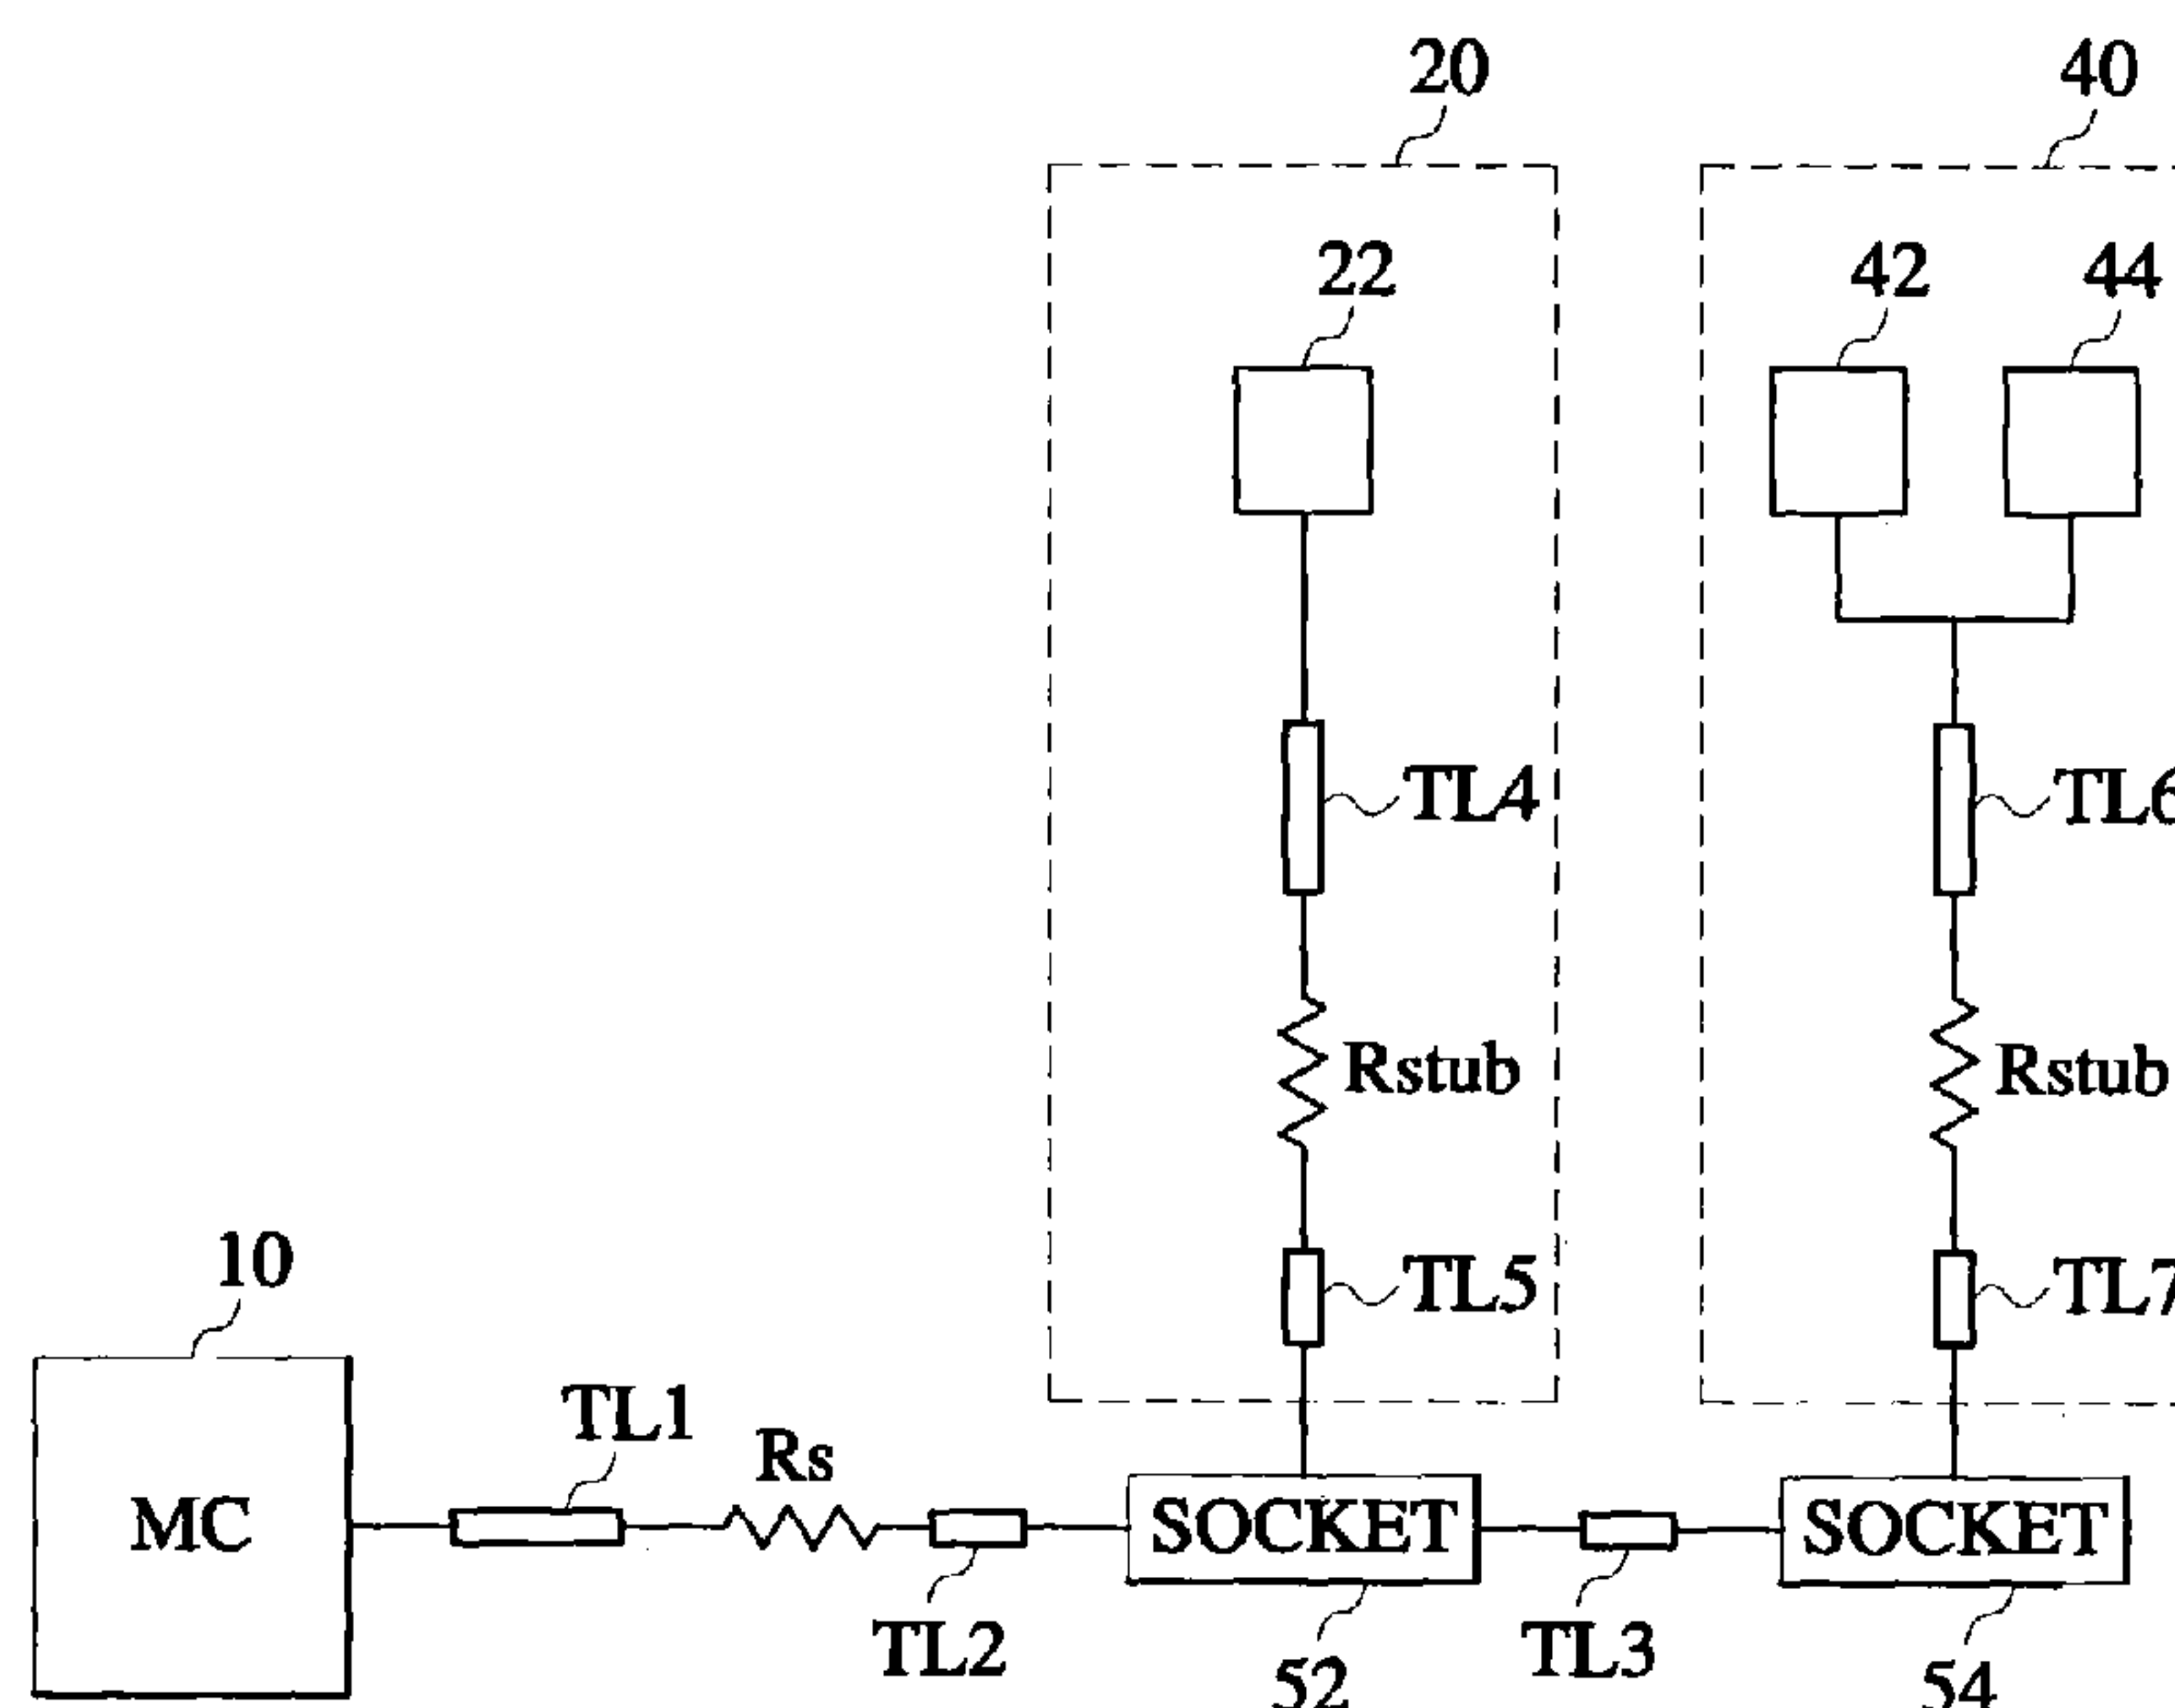 20
40
22
42
44
TL4
TL6
Rstub
Rstub
10
TL5
TL7
TL1
Rs
MC
SOCKET
SOCKET
TL2
TL3
52
54